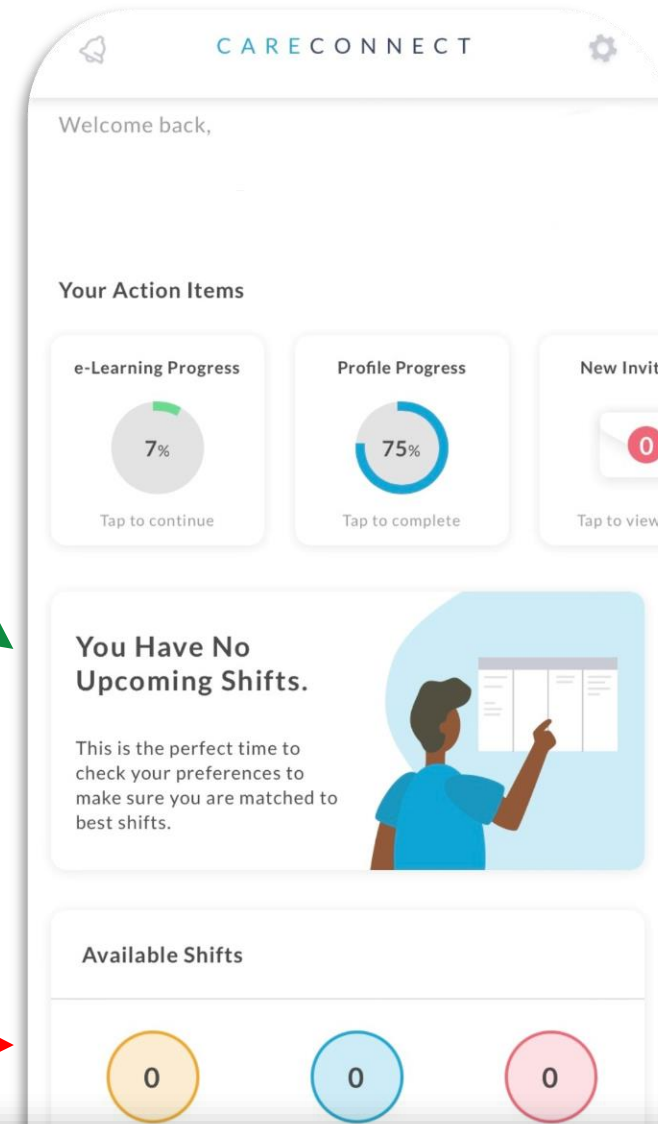 CARECONNECT
Welcome back,
Your Action Items
e-Learning Progress
7%
Tap to continue
Profile Progress
75%
Tap to complete
New Invit
0
Tap to view
You Have No
Upcoming Shifts.
This is the perfect time to
check your preferences to
make sure you are matched to
best shifts.
Available Shifts
0 0 0